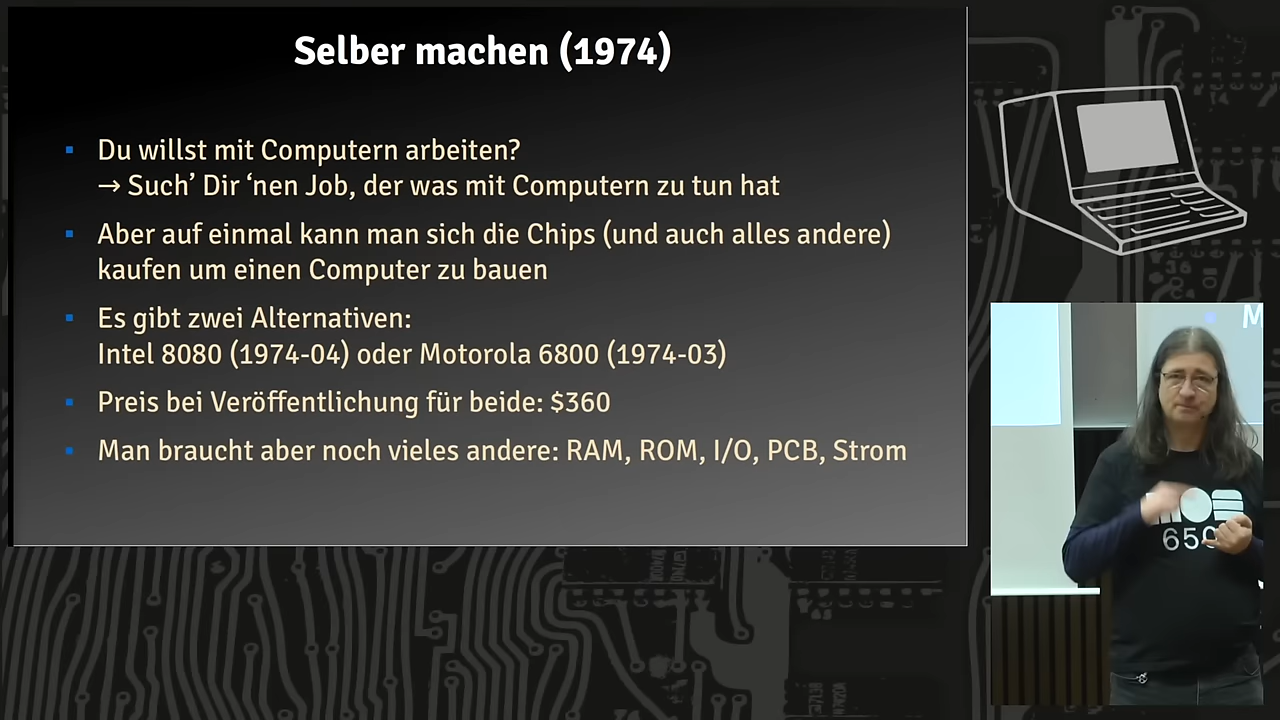 Selber machen (1974)
▪ Du willst mit Computern arbeiten?
→ Such’ Dir ‘nen Job, der was mit Computern zu tun hat
▪ Aber auf einmal kann man sich die Chips (und auch alles andere)
kaufen um einen Computer zu bauen
▪ Es gibt zwei Alternativen:
Intel 8080 (1974-04) oder Motorola 6800 (1974-03)
▪ Preis bei Veröffentlichung für beide: $360
▪ Man braucht aber noch vieles andere: RAM, ROM, I/O, PCB, Strom
M
MOS